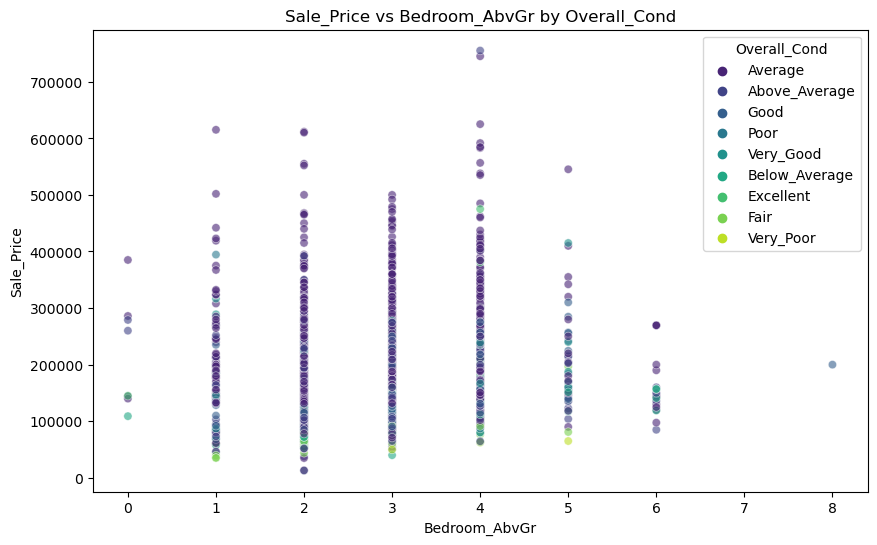 Sale_Price vs Bedroom_AbvGr by Overall_Cond
Overall_Cond
Average
Above_Average
Good
Poor
Very_Good
Below_Average
Excellent
Fair
Very_Poor
Sale_Price
700000
600000
500000
400000
300000
200000
100000
0
0 1 2 3 4 5 6 7 8
Bedroom_AbvGr